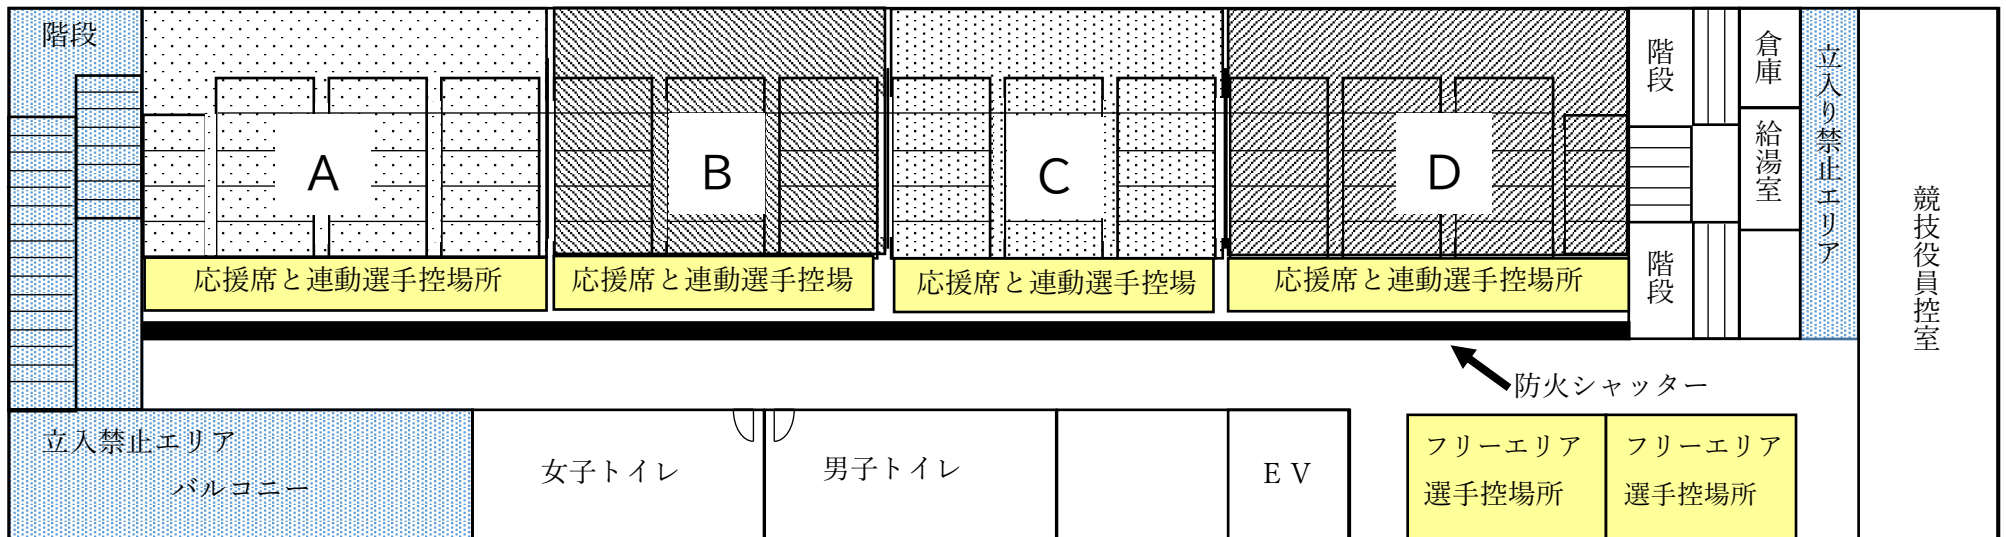 階段
A
B
C
D
階段
倉庫
給湯室
立入り禁止エリア
競技役員控室
応援席と連動選手控場所
応援席と連動選手控場
応援席と連動選手控場
応援席と連動選手控場所
階段
防火シャッター
立入禁止エリア
バルコニー
女子トイレ
男子トイレ
ＥＶ
フリーエリア
選手控場所
フリーエリア
選手控場所